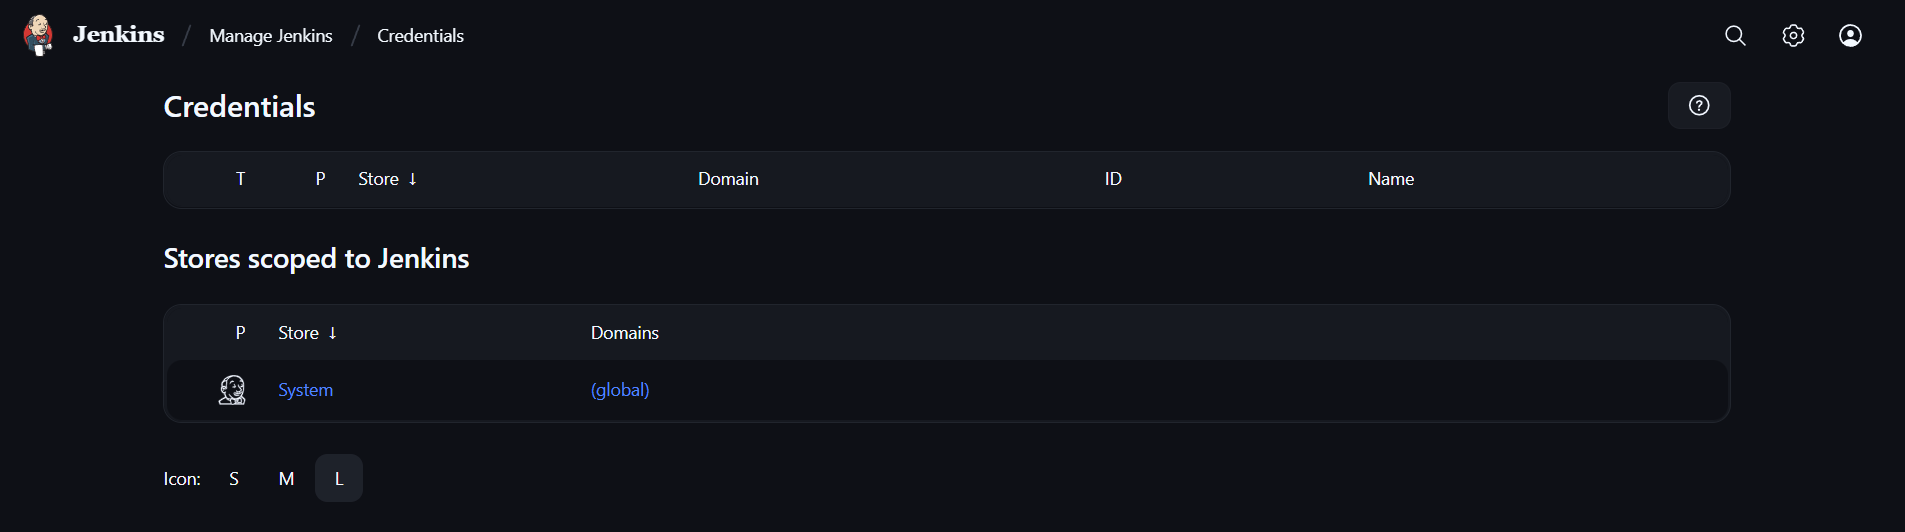 Jenkins / Manage Jenkins / Credentials
Credentials
T P Store ↓ Domain ID Name
Stores scoped to Jenkins
P Store ↓ Domains
System (global)
Icon: S M L